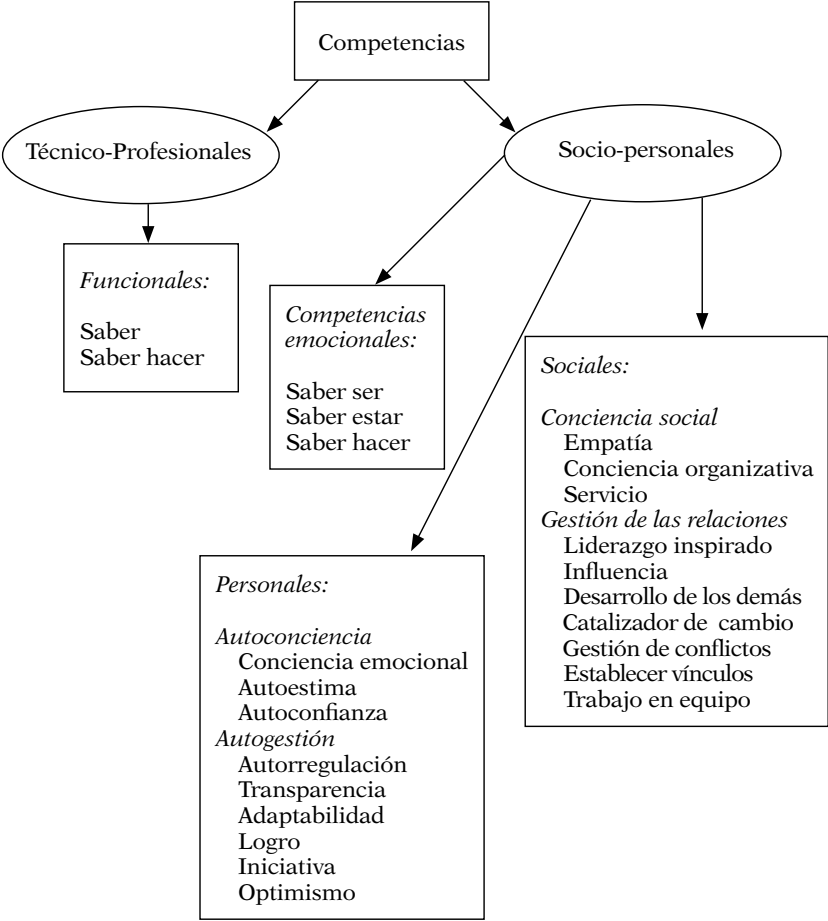 Competencias
Técnico-Profesionales
Socio-personales
Funcionales:
Saber
Saber hacer
Competencias
emocionales:
Saber ser
Saber estar
Saber hacer
Sociales:
Conciencia social
Empatía
Conciencia organizativa
Servicio
Gestión de las relaciones
Liderazgo inspirado
Influencia
Desarrollo de los demás
Catalizador de cambio
Gestión de conflictos
Establecer vínculos
Trabajo en equipo
Personales:
Autoconciencia
Conciencia emocional
Autoestima
Autoconfianza
Autogestión
Autorregulación
Transparencia
Adaptabilidad
Logro
Iniciativa
Optimismo